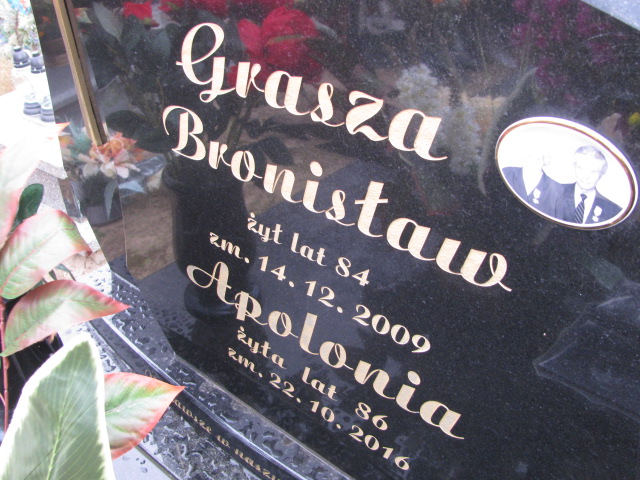 Grasza
Bronisław
żył lat 84
zm. 14. 12. 2009
Apolonia
żyła lat 86
zm. 22. 10. 2016
w